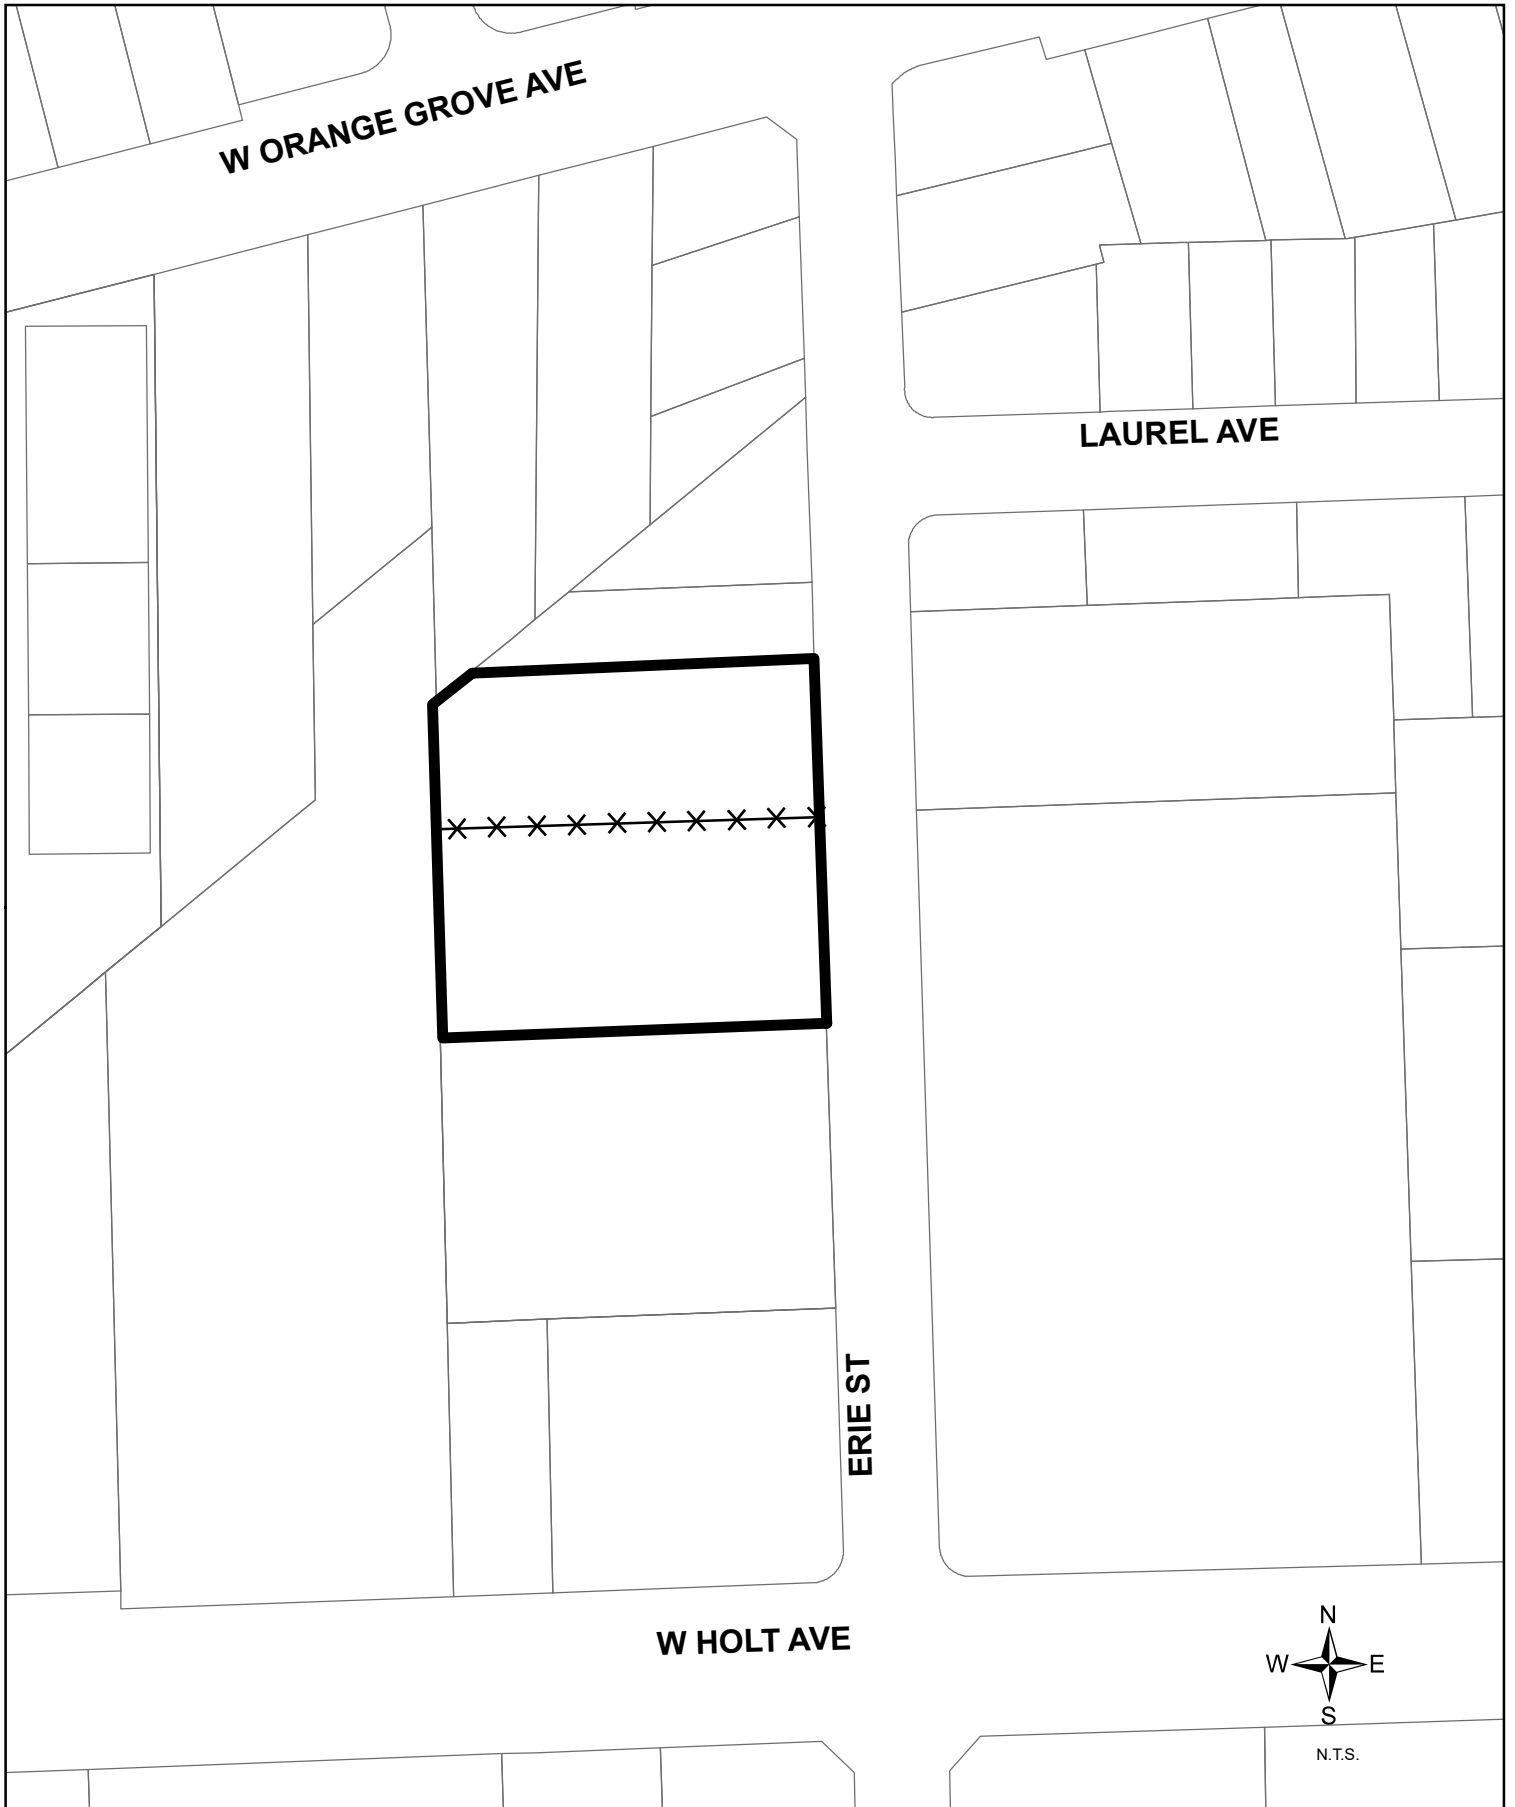 W ORANGE GROVE AVE
LAUREL AVE
ERIE ST
W HOLT AVE
N
W E
S
N.T.S.